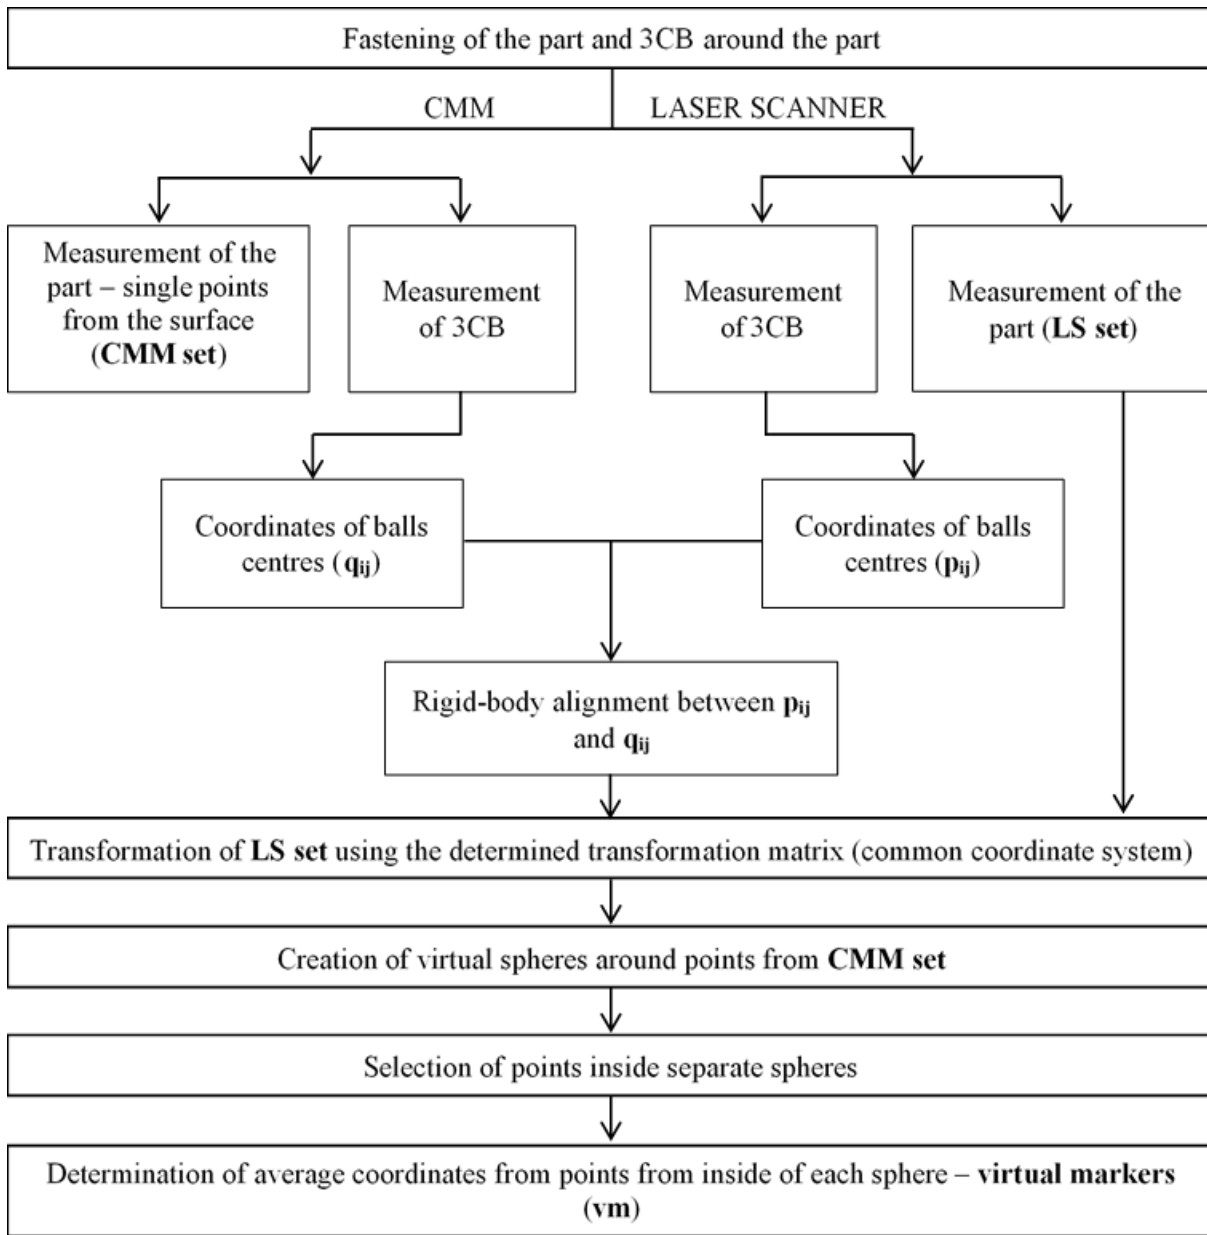 Fastening of the part and 3CB around the part
CMM
LASER SCANNER
Measurement of the
part – single points
from the surface
(CMM set)
Measurement
of 3CB
Measurement
of 3CB
Measurement of the
part (LS set)
Coordinates of balls
centres (qij)
Coordinates of balls
centres (pij)
Rigid-body alignment between pij
and qij
Transformation of LS set using the determined transformation matrix (common coordinate system)
Creation of virtual spheres around points from CMM set
Selection of points inside separate spheres
Determination of average coordinates from points from inside of each sphere – virtual markers
(vm)